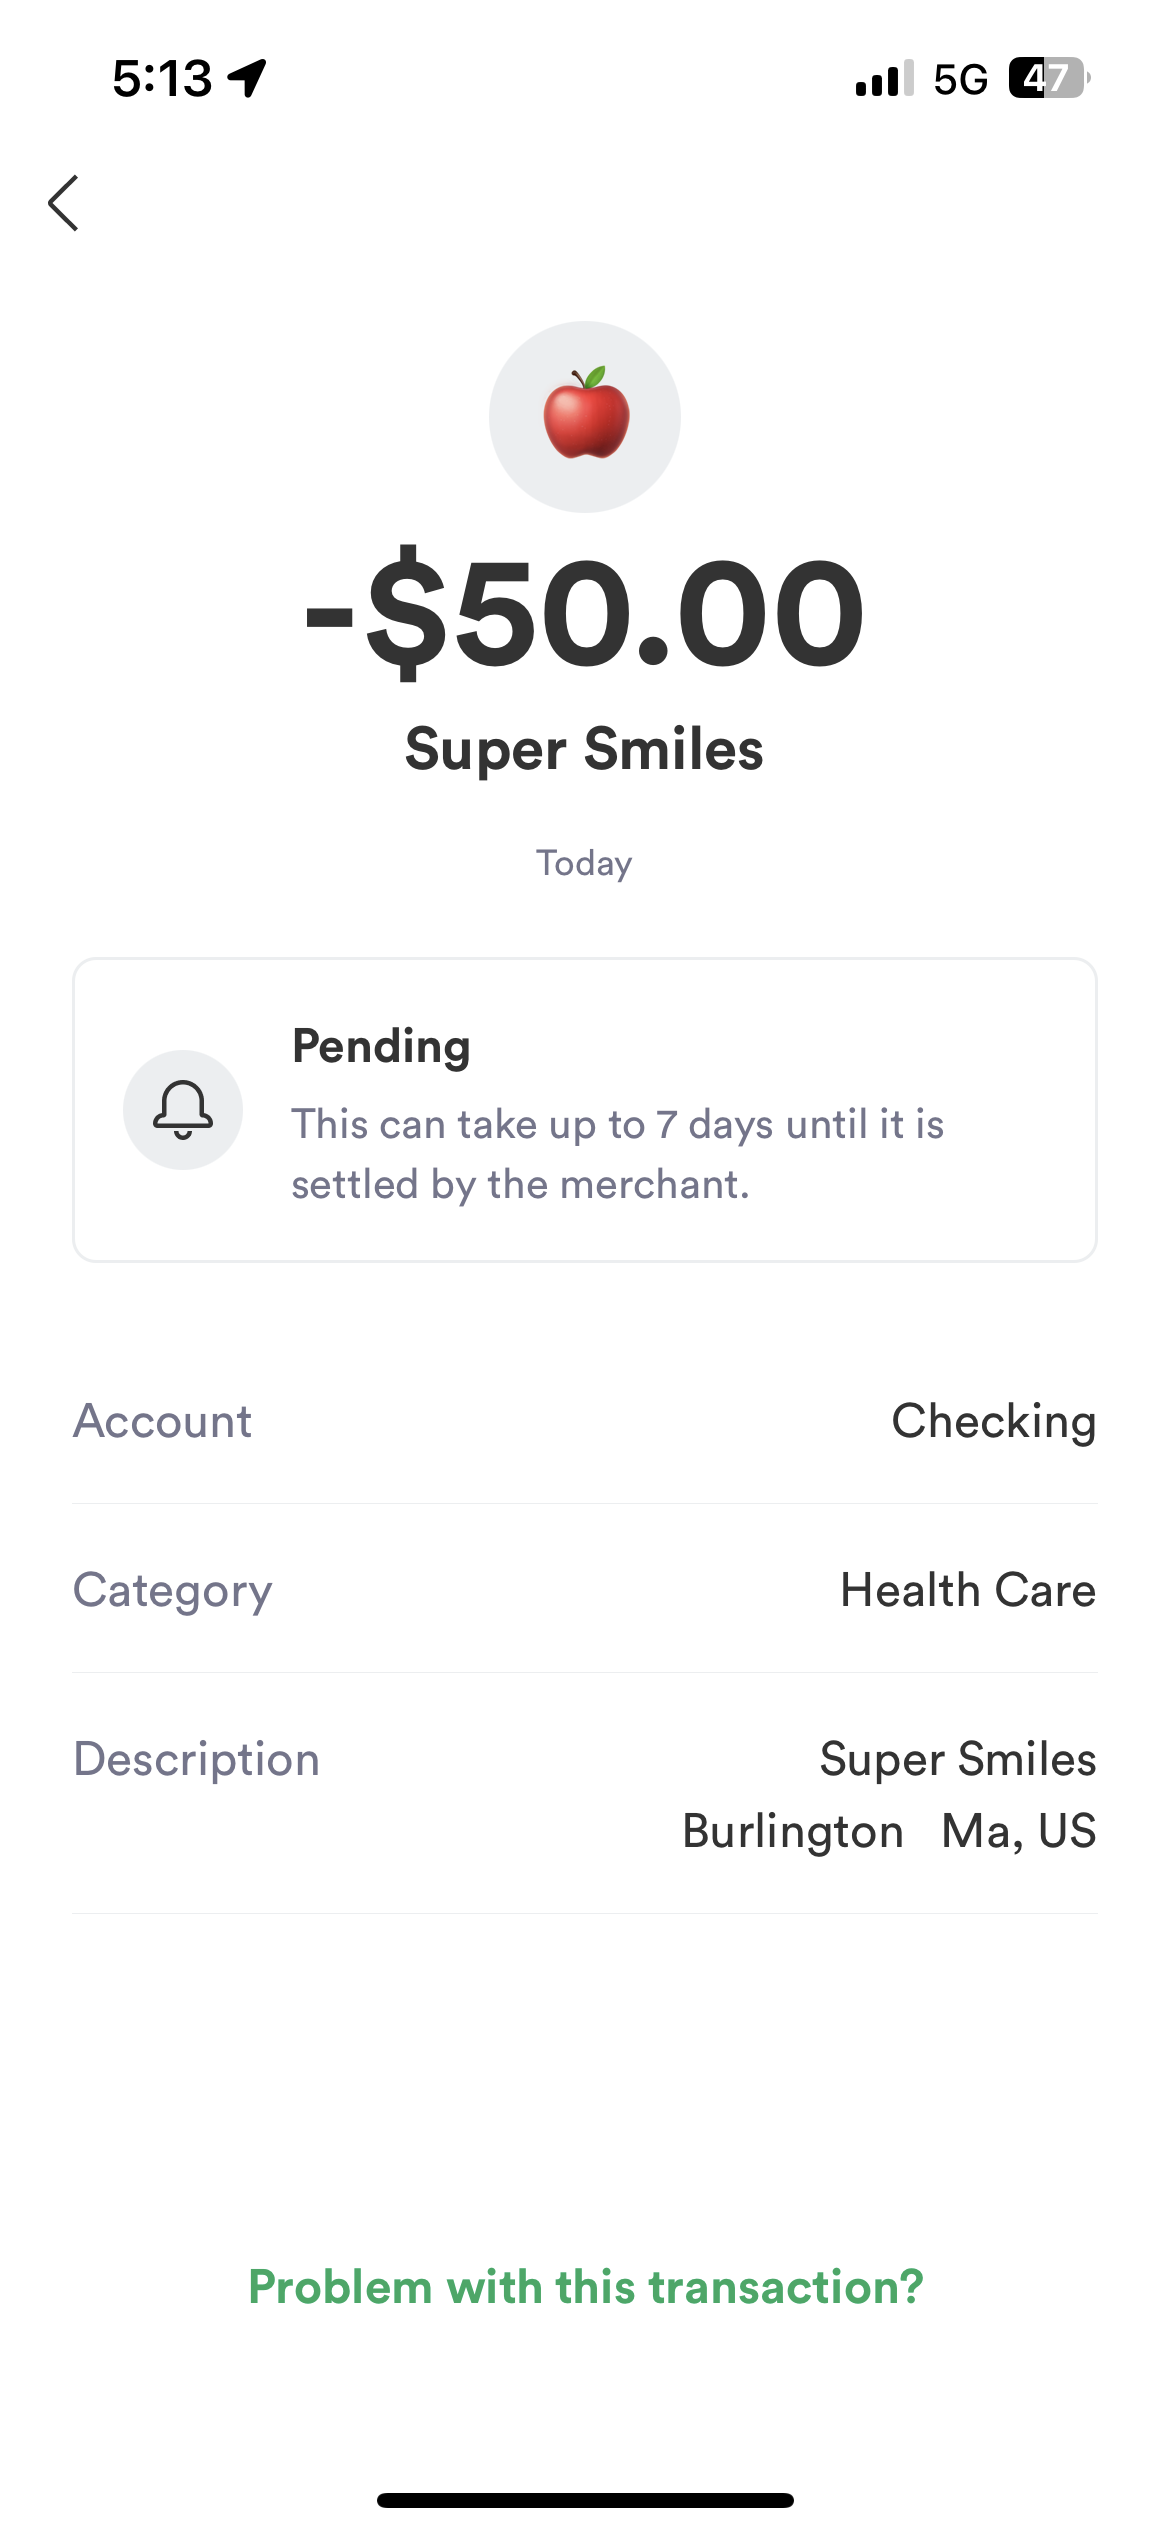 5:13
5G
47
-$50.00
Super Smiles
Today
Pending
This can take up to 7 days until it is
settled by the merchant.
Account
Checking
Category
Health Care
Description
Super Smiles
Burlington   Ma, US
Problem with this transaction?